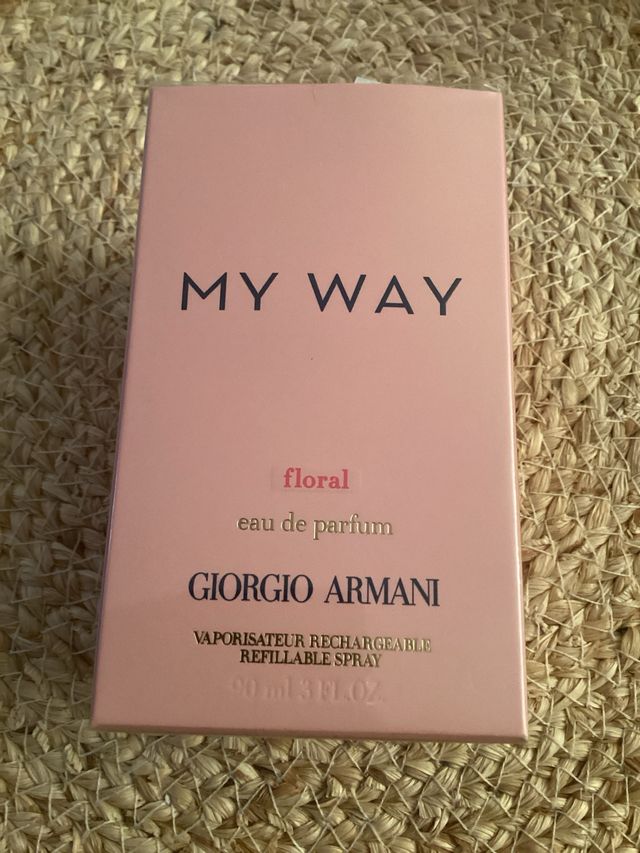 MY WAY
floral
eau de parfum
GIORGIO ARMANI
VAPORISATEUR RECHARGEABLE
REFILLABLE SPRAY
90 ml 3 FL.OZ.